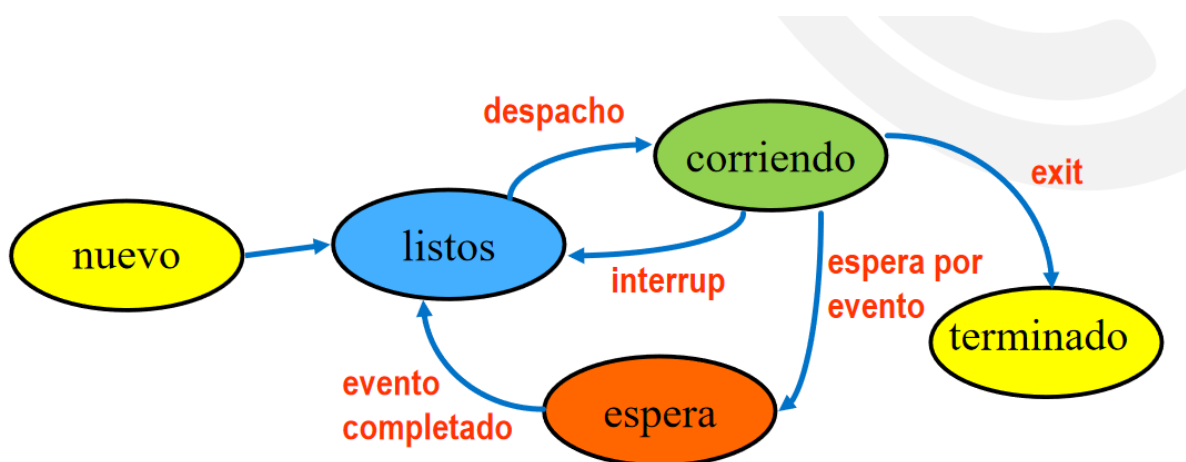 despacho
corriendo
exit
nuevo
listos
interrup
espera por
evento
terminado
evento
completado
espera